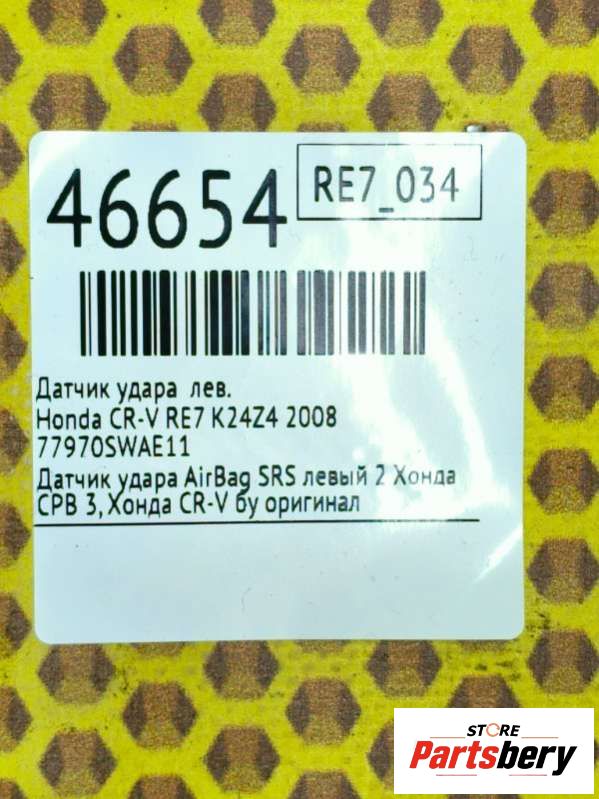 46654
RE7_034
Датчик удара лев.
Honda CR-V RE7 K24Z4 2008
77970SWAE11
Датчик удара AirBag SRS левый 2 Хонда
СРВ 3, Хонда CR-V бу оригинал
STORE
Partsbery